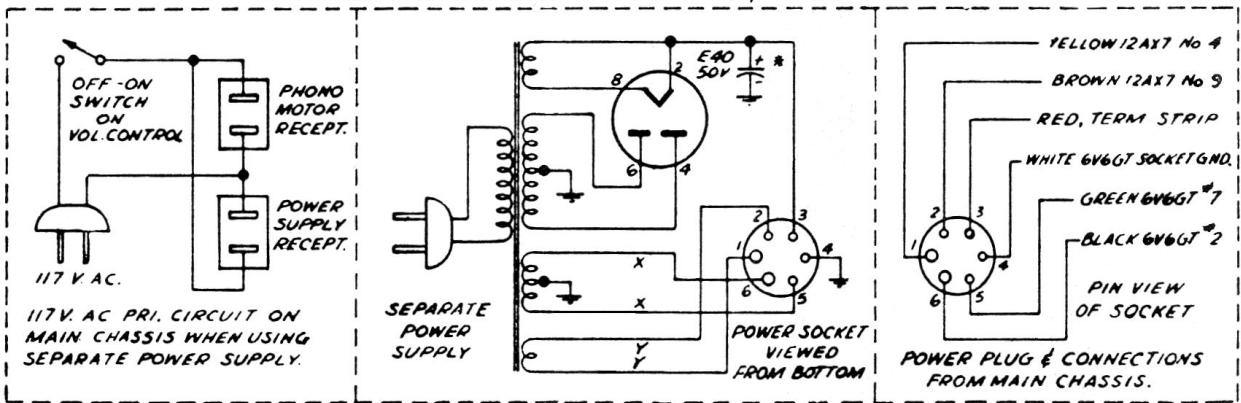 OFF-ON
SWITCH
ON
VOL. CONTROL
PHONO
MOTOR
RECEPT.
POWER
SUPPLY
RECEPT.
117 V. AC.
117 V. AC PRI. CIRCUIT ON
MAIN CHASSIS WHEN USING
SEPARATE POWER SUPPLY.
8
2
6
4
E40
50V
+
*
SEPARATE
POWER
SUPPLY
X
X
Y
Y
1
2
3
4
5
6
POWER SOCKET
VIEWED
FROM BOTTOM
YELLOW 12AX7 No 4
BROWN 12AX7 No 9
RED, TERM STRIP
WHITE 6V6GT SOCKET GND.
GREEN 6V6GT #7
BLACK 6V6GT #2
1
2
3
4
5
6
PIN VIEW
OF SOCKET
POWER PLUG & CONNECTIONS
FROM MAIN CHASSIS.